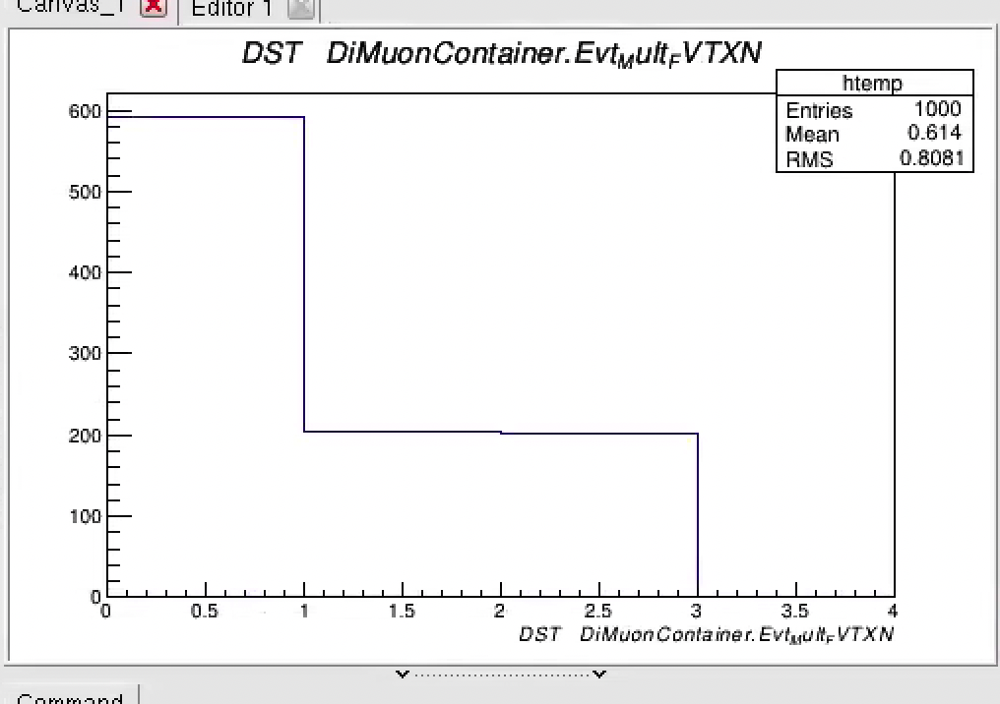 Canvas_1 Editor 1
DST DiMuonContainer.Evt_Mult_FVTXN
htemp
Entries 1000
Mean 0.614
RMS 0.8081
600
500
400
300
200
100
0
0 0.5 1 1.5 2 2.5 3 3.5 4
DST DiMuonContainer.Evt_Mult_FVTXN
Command